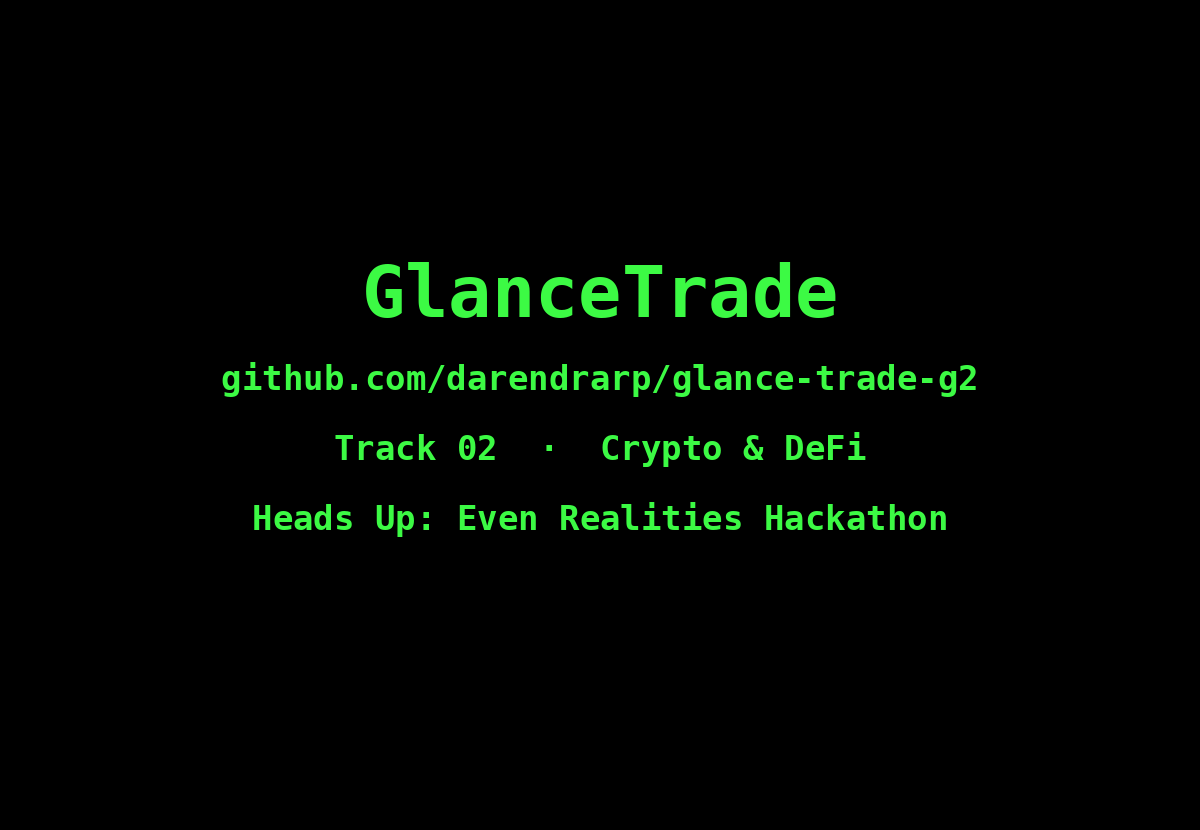 GlanceTrade
github.com/darendrarp/glance-trade-g2
Track 02  ·  Crypto & DeFi
Heads Up: Even Realities Hackathon